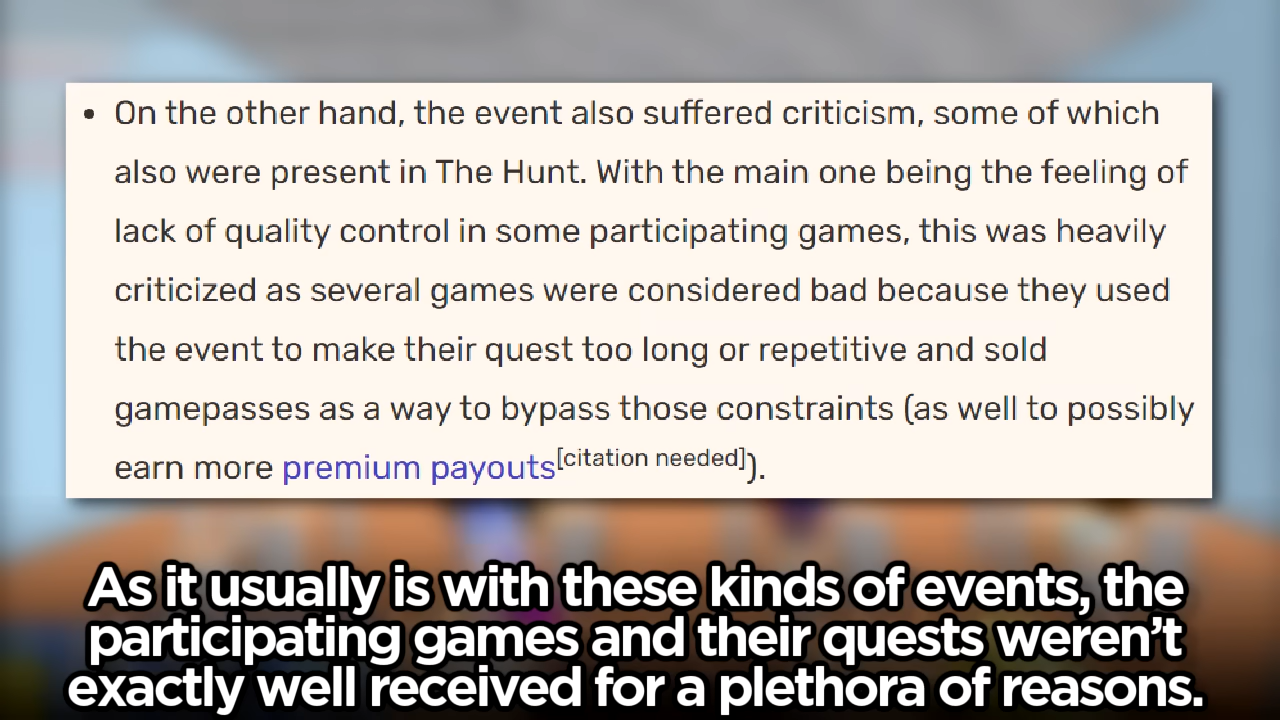 • On the other hand, the event also suffered criticism, some of which
also were present in The Hunt. With the main one being the feeling of
lack of quality control in some participating games, this was heavily
criticized as several games were considered bad because they used
the event to make their quest too long or repetitive and sold
gamepasses as a way to bypass those constraints (as well to possibly
earn more premium payouts[citation needed]).
As it usually is with these kinds of events, the
participating games and their quests weren’t
exactly well received for a plethora of reasons.